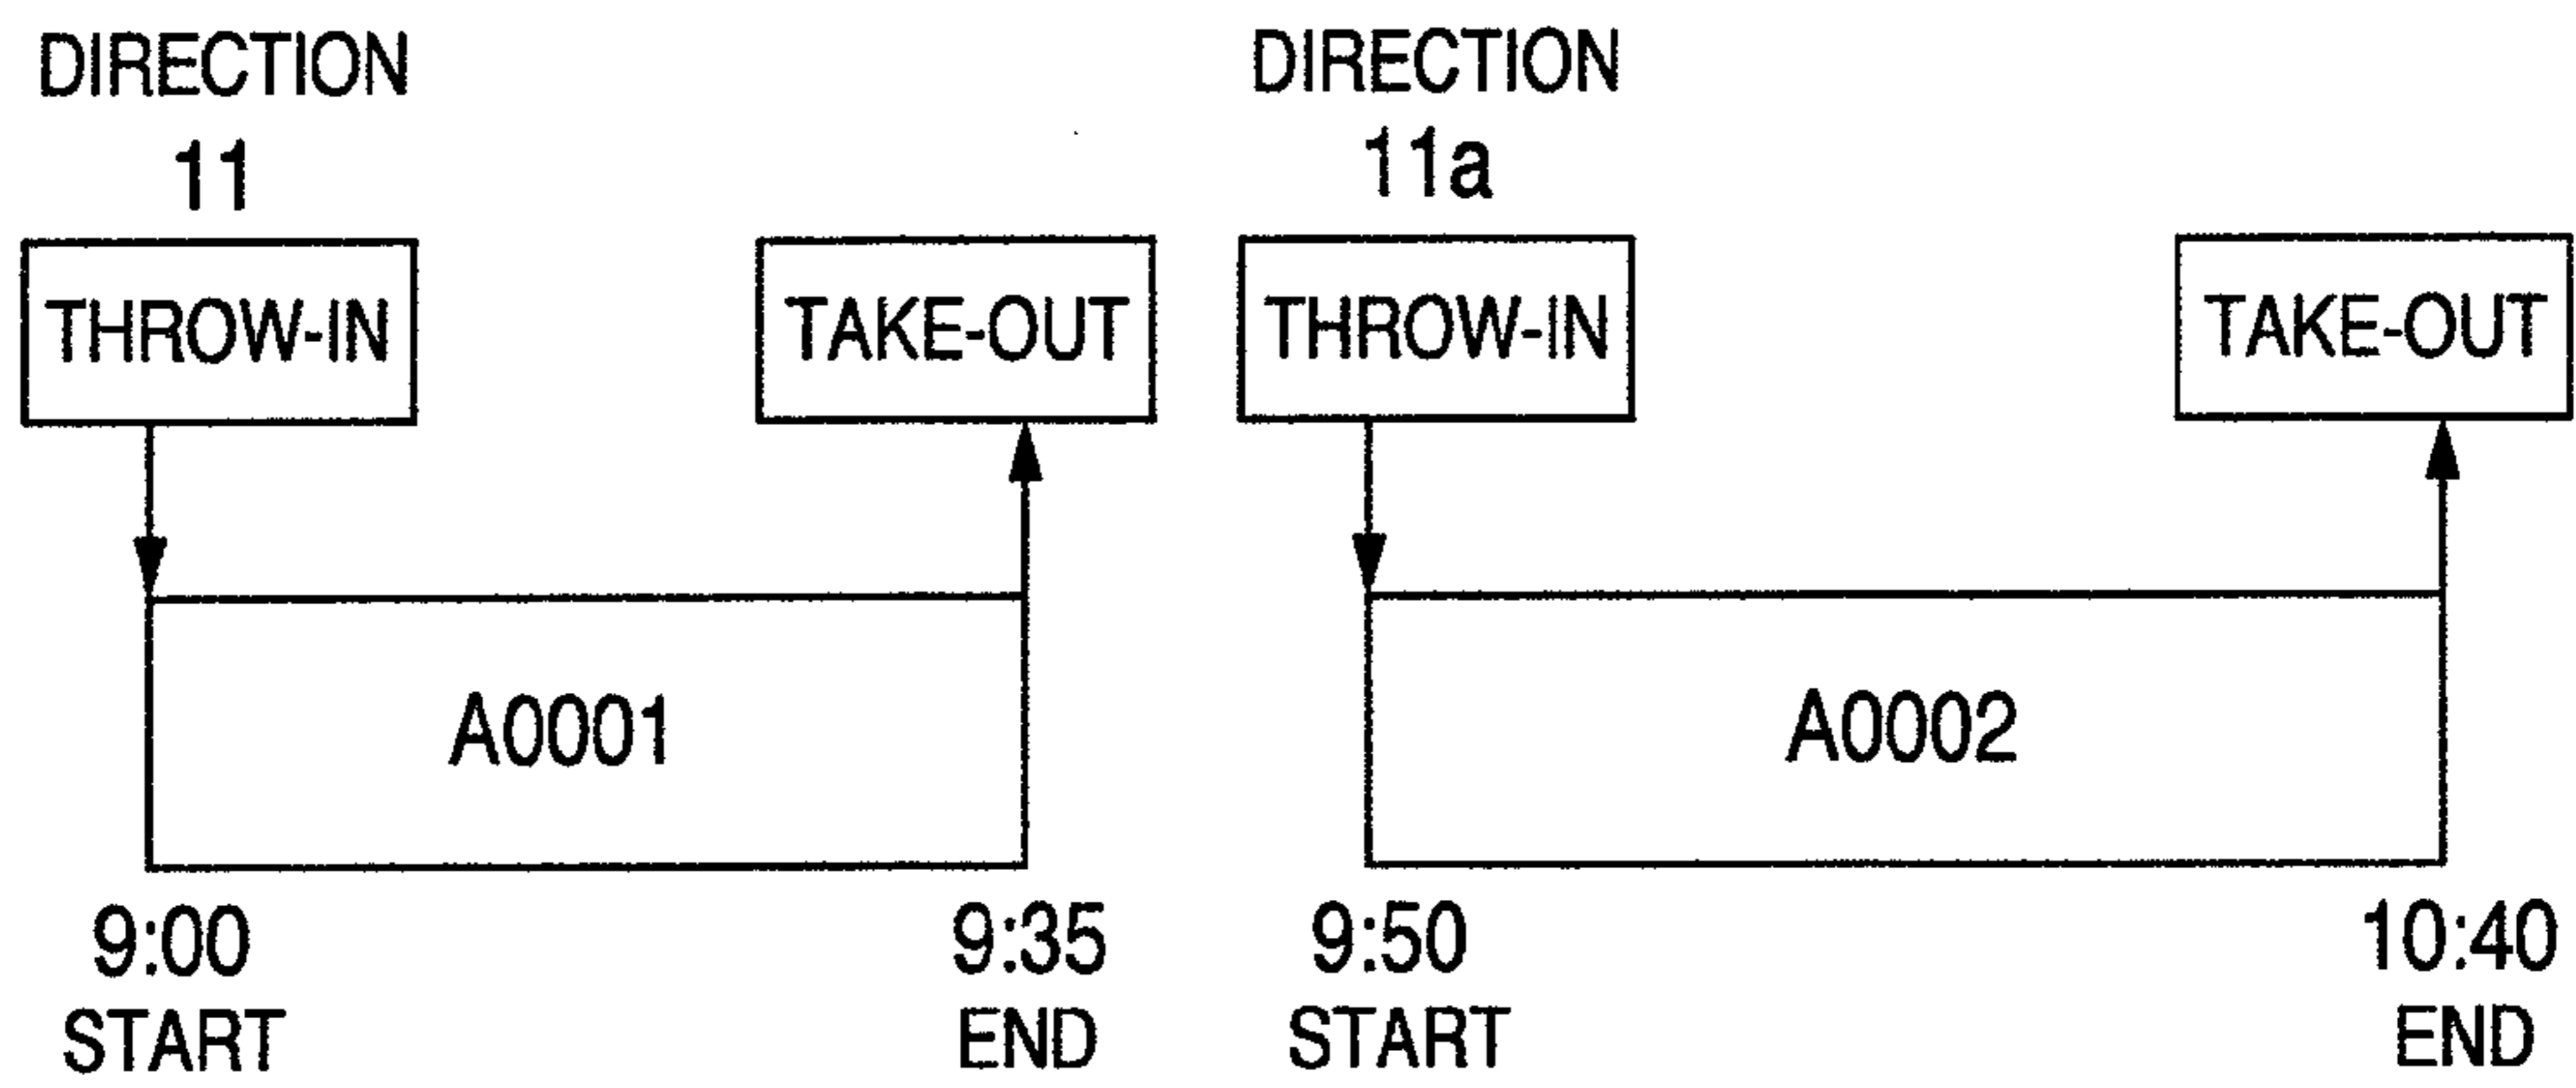 DIRECTION
11
DIRECTION
11a
THROW-IN
TAKE-OUT
THROW-IN
TAKE-OUT
A0001
A0002
9:00
START
9:35
END
9:50
START
10:40
END